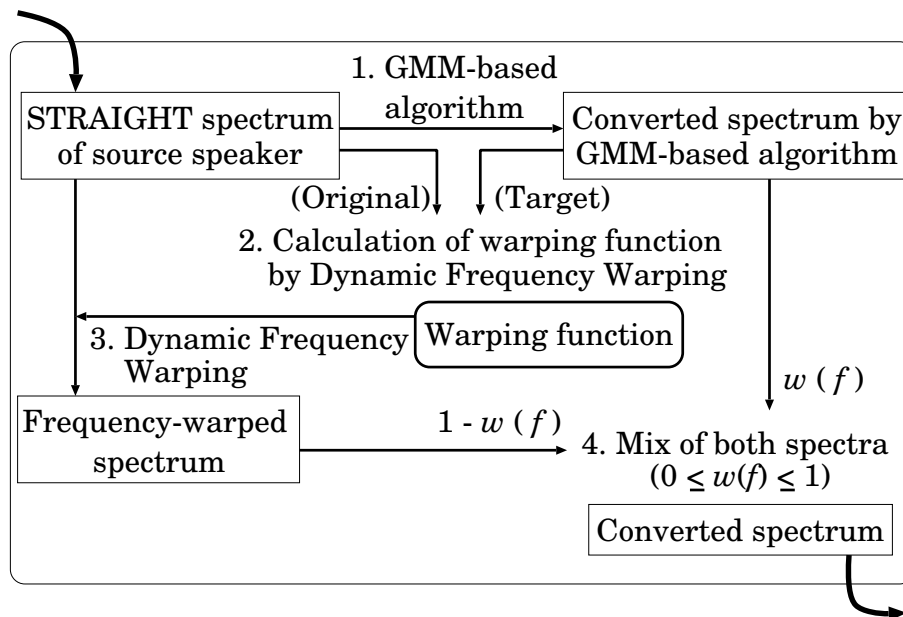 1. GMM-based
algorithm
STRAIGHT spectrum
of source speaker
Converted spectrum by
GMM-based algorithm
(Original)
(Target)
2. Calculation of warping function
by Dynamic Frequency Warping
3. Dynamic Frequency
Warping
Warping function
w ( f )
Frequency-warped
spectrum
1 - w ( f )
4. Mix of both spectra
(0 ≤ w(f) ≤ 1)
Converted spectrum